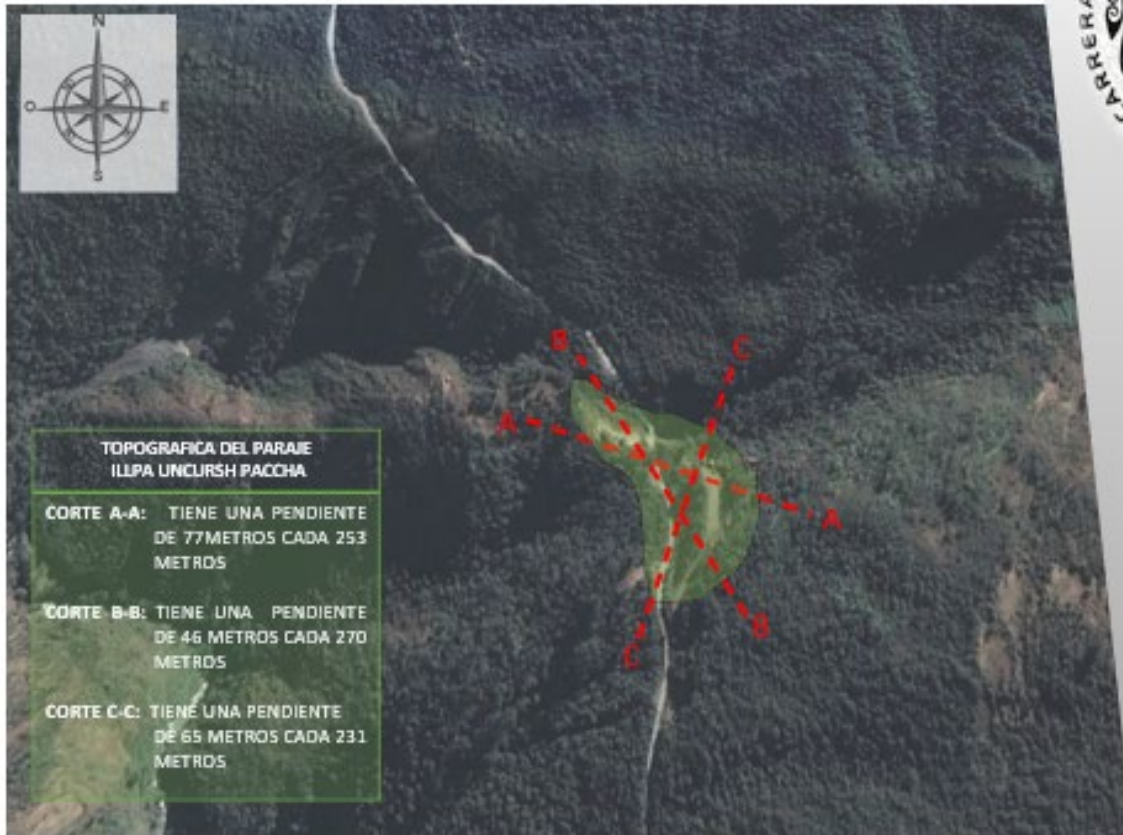 N
O
E
S
CARRERA
B
C
A
A
B
C
TOPOGRAFICA DEL PARAJE
ILLPA UNCURSH PACCHA
CORTE A-A: TIENE UNA PENDIENTE
DE 77METROS CADA 253
METROS
CORTE B-B: TIENE UNA PENDIENTE
DE 46 METROS CADA 270
METROS
CORTE C-C: TIENE UNA PENDIENTE
DE 65 METROS CADA 231
METROS